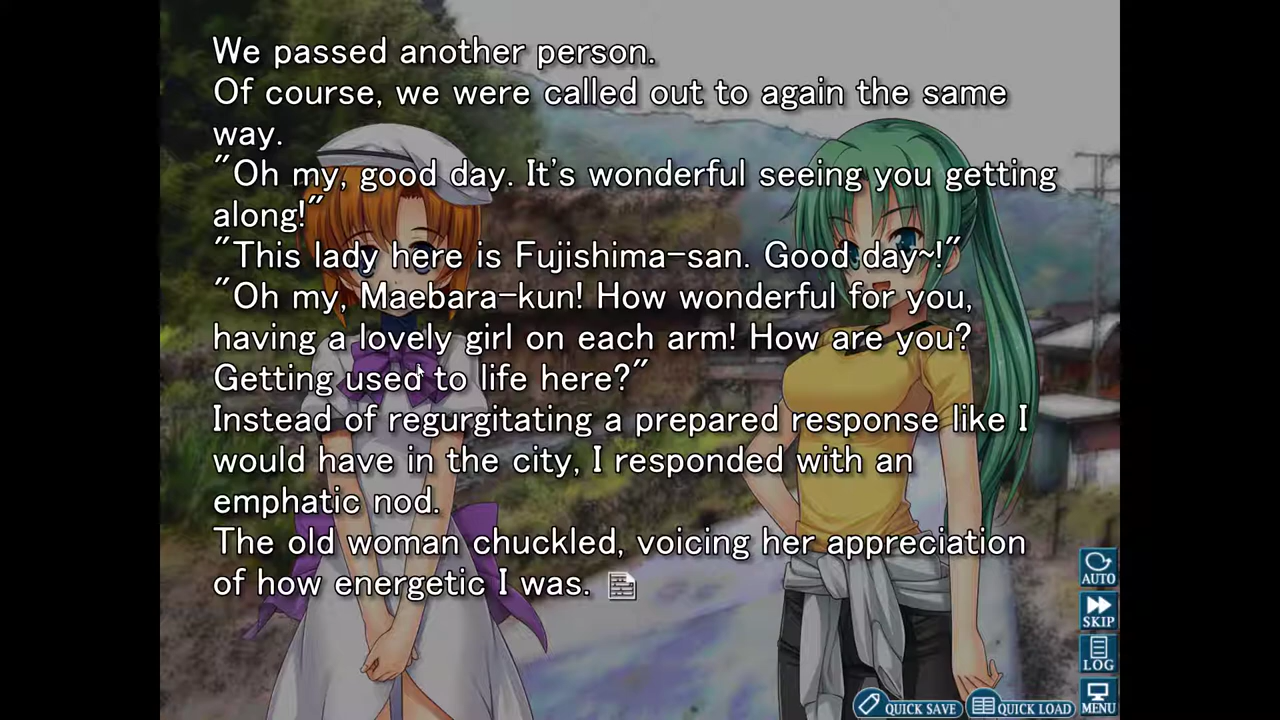 We passed another person.
Of course, we were called out to again the same
way.
"Oh my, good day. It's wonderful seeing you getting
along!"
"This lady here is Fujishima-san. Good day~!"
"Oh my, Maebara-kun! How wonderful for you,
having a lovely girl on each arm! How are you?
Getting used to life here?"
Instead of regurgitating a prepared response like I
would have in the city, I responded with an
emphatic nod.
The old woman chuckled, voicing her appreciation
of how energetic I was.
AUTO
SKIP
LOG
MENU
QUICK SAVE
QUICK LOAD